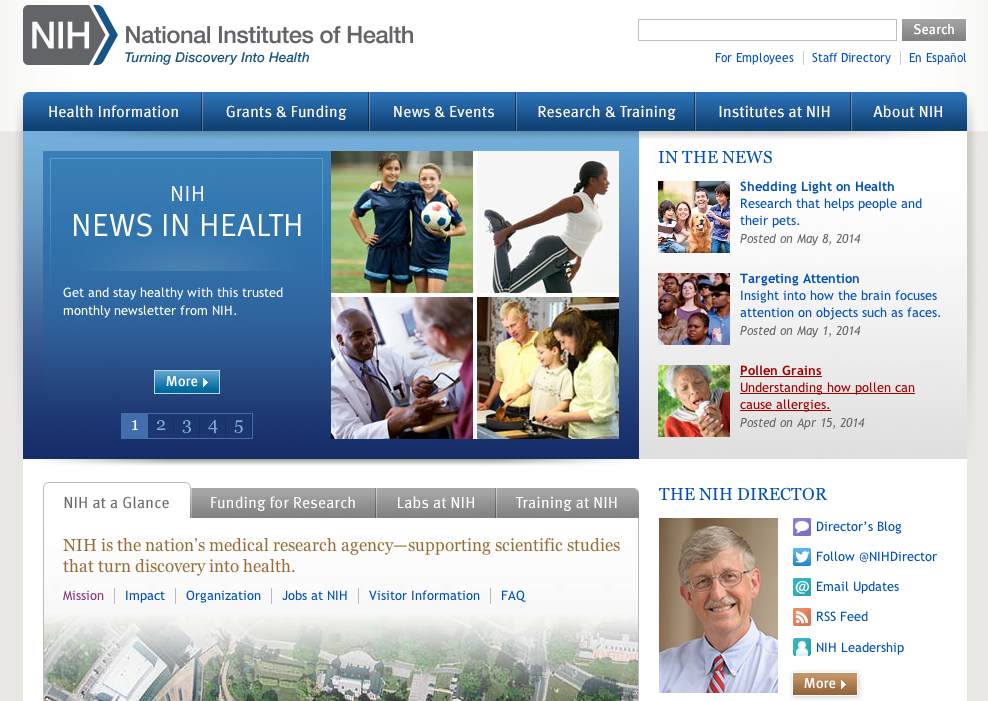 NIH
National Institutes of Health
Turning Discovery Into Health
Search
For Employees
Staff Directory
En Español
Health Information
Grants & Funding
News & Events
Research & Training
Institutes at NIH
About NIH
NIH
NEWS IN HEALTH
Get and stay healthy with this trusted
monthly newsletter from NIH.
More
1 2 3 4 5
IN THE NEWS
Shedding Light on Health
Research that helps people and
their pets.
Posted on May 8, 2014
Targeting Attention
Insight into how the brain focuses
attention on objects such as faces.
Posted on May 1, 2014
Pollen Grains
Understanding how pollen can
cause allergies.
Posted on Apr 15, 2014
NIH at a Glance
Funding for Research
Labs at NIH
Training at NIH
NIH is the nation’s medical research agency—supporting scientific studies
that turn discovery into health.
Mission
Impact
Organization
Jobs at NIH
Visitor Information
FAQ
THE NIH DIRECTOR
Director’s Blog
Follow @NIHDirector
@ Email Updates
RSS Feed
NIH Leadership
More